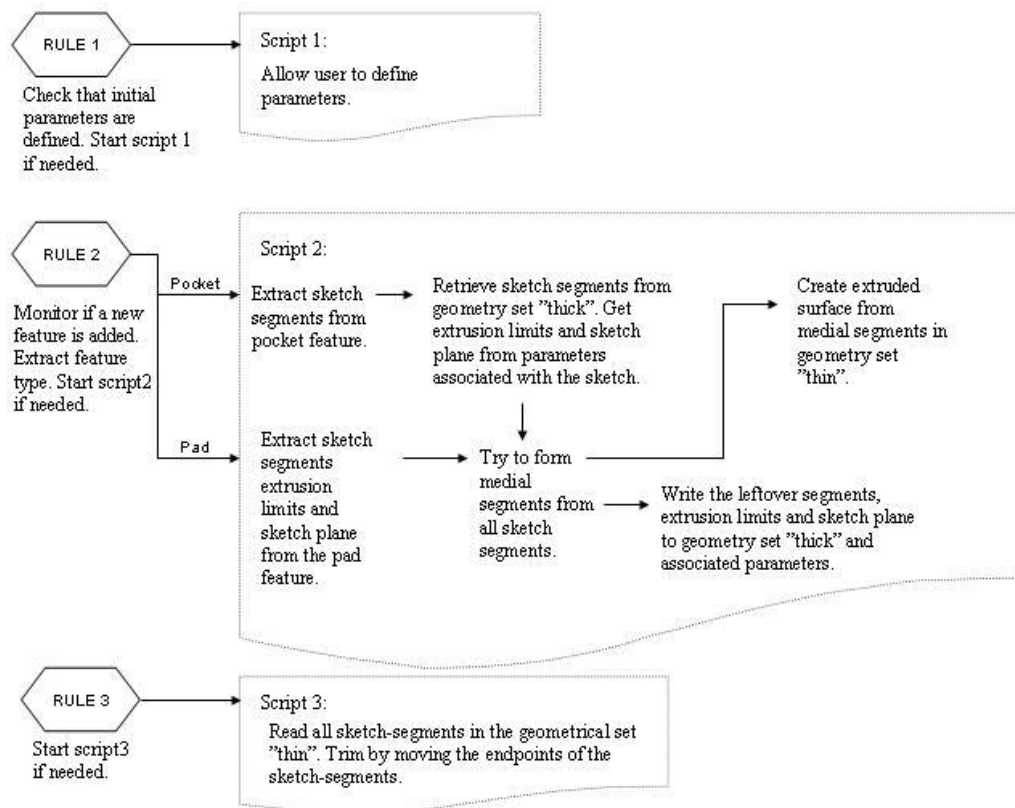 RULE 1
Check that initial
parameters are
defined. Start script 1
if needed.
Script 1:
Allow user to define
parameters.
RULE 2
Monitor if a new
feature is added.
Extract feature
type. Start script2
if needed.
Pocket
Pad
Script 2:
Extract sketch
segments from
pocket feature.
Retrieve sketch segments from
geometry set ”thick”. Get
extrusion limits and sketch
plane from parameters
associated with the sketch.
Create extruded
surface from
medial segments in
geometry set
”thin”.
Extract sketch
segments
extrusion
limits and
sketch plane
from the pad
feature.
Try to form
medial
segments from
all sketch
segments.
Write the leftover segments,
extrusion limits and sketch plane
to geometry set ”thick” and
associated parameters.
RULE 3
Start script3
if needed.
Script 3:
Read all sketch-segments in the geometrical set
”thin”. Trim by moving the endpoints of the
sketch-segments.